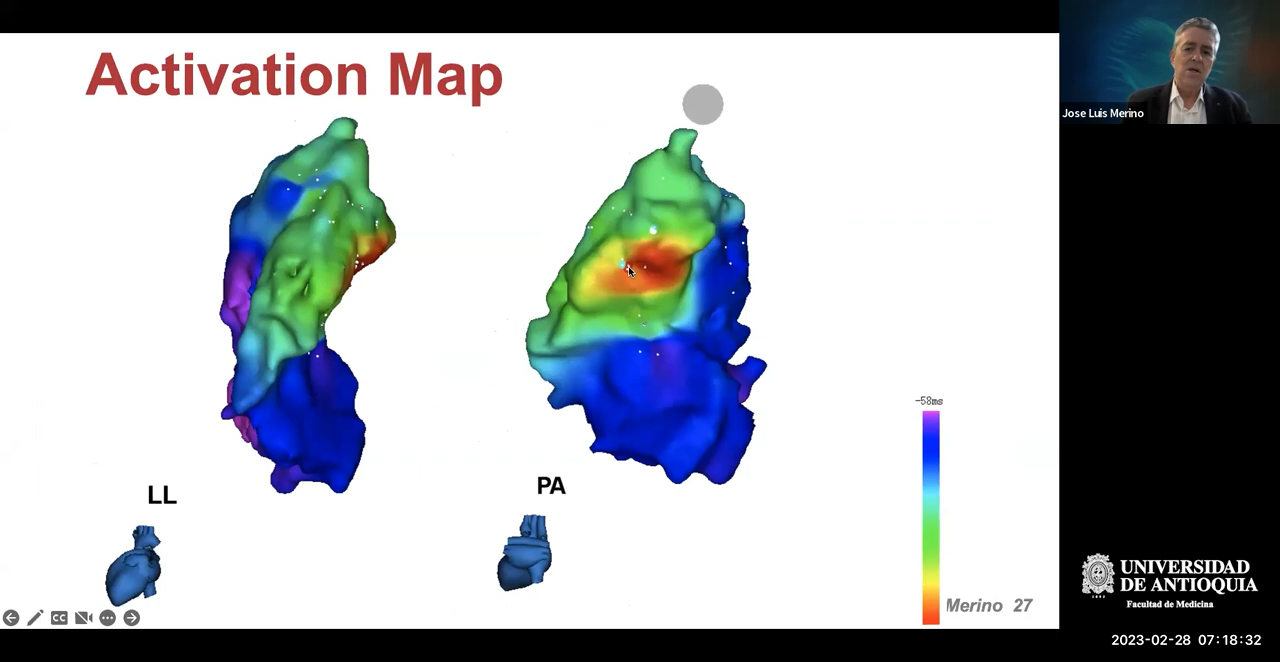 Activation Map
Jose Luis Merino
-58ms
LL
PA
Merino 27
CC
UNIVERSIDAD
DE ANTIOQUIA
Facultad de Medicina
2023-02-28 07:18:32